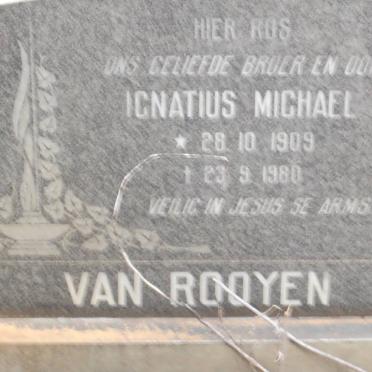 HIER RUS
ONS GELIEFDE BROER EN OOM
IGNATIUS MICHAEL
* 28.10.1909
† 23.9.1980
VEILIG IN JESUS SE ARMS
VAN ROOYEN